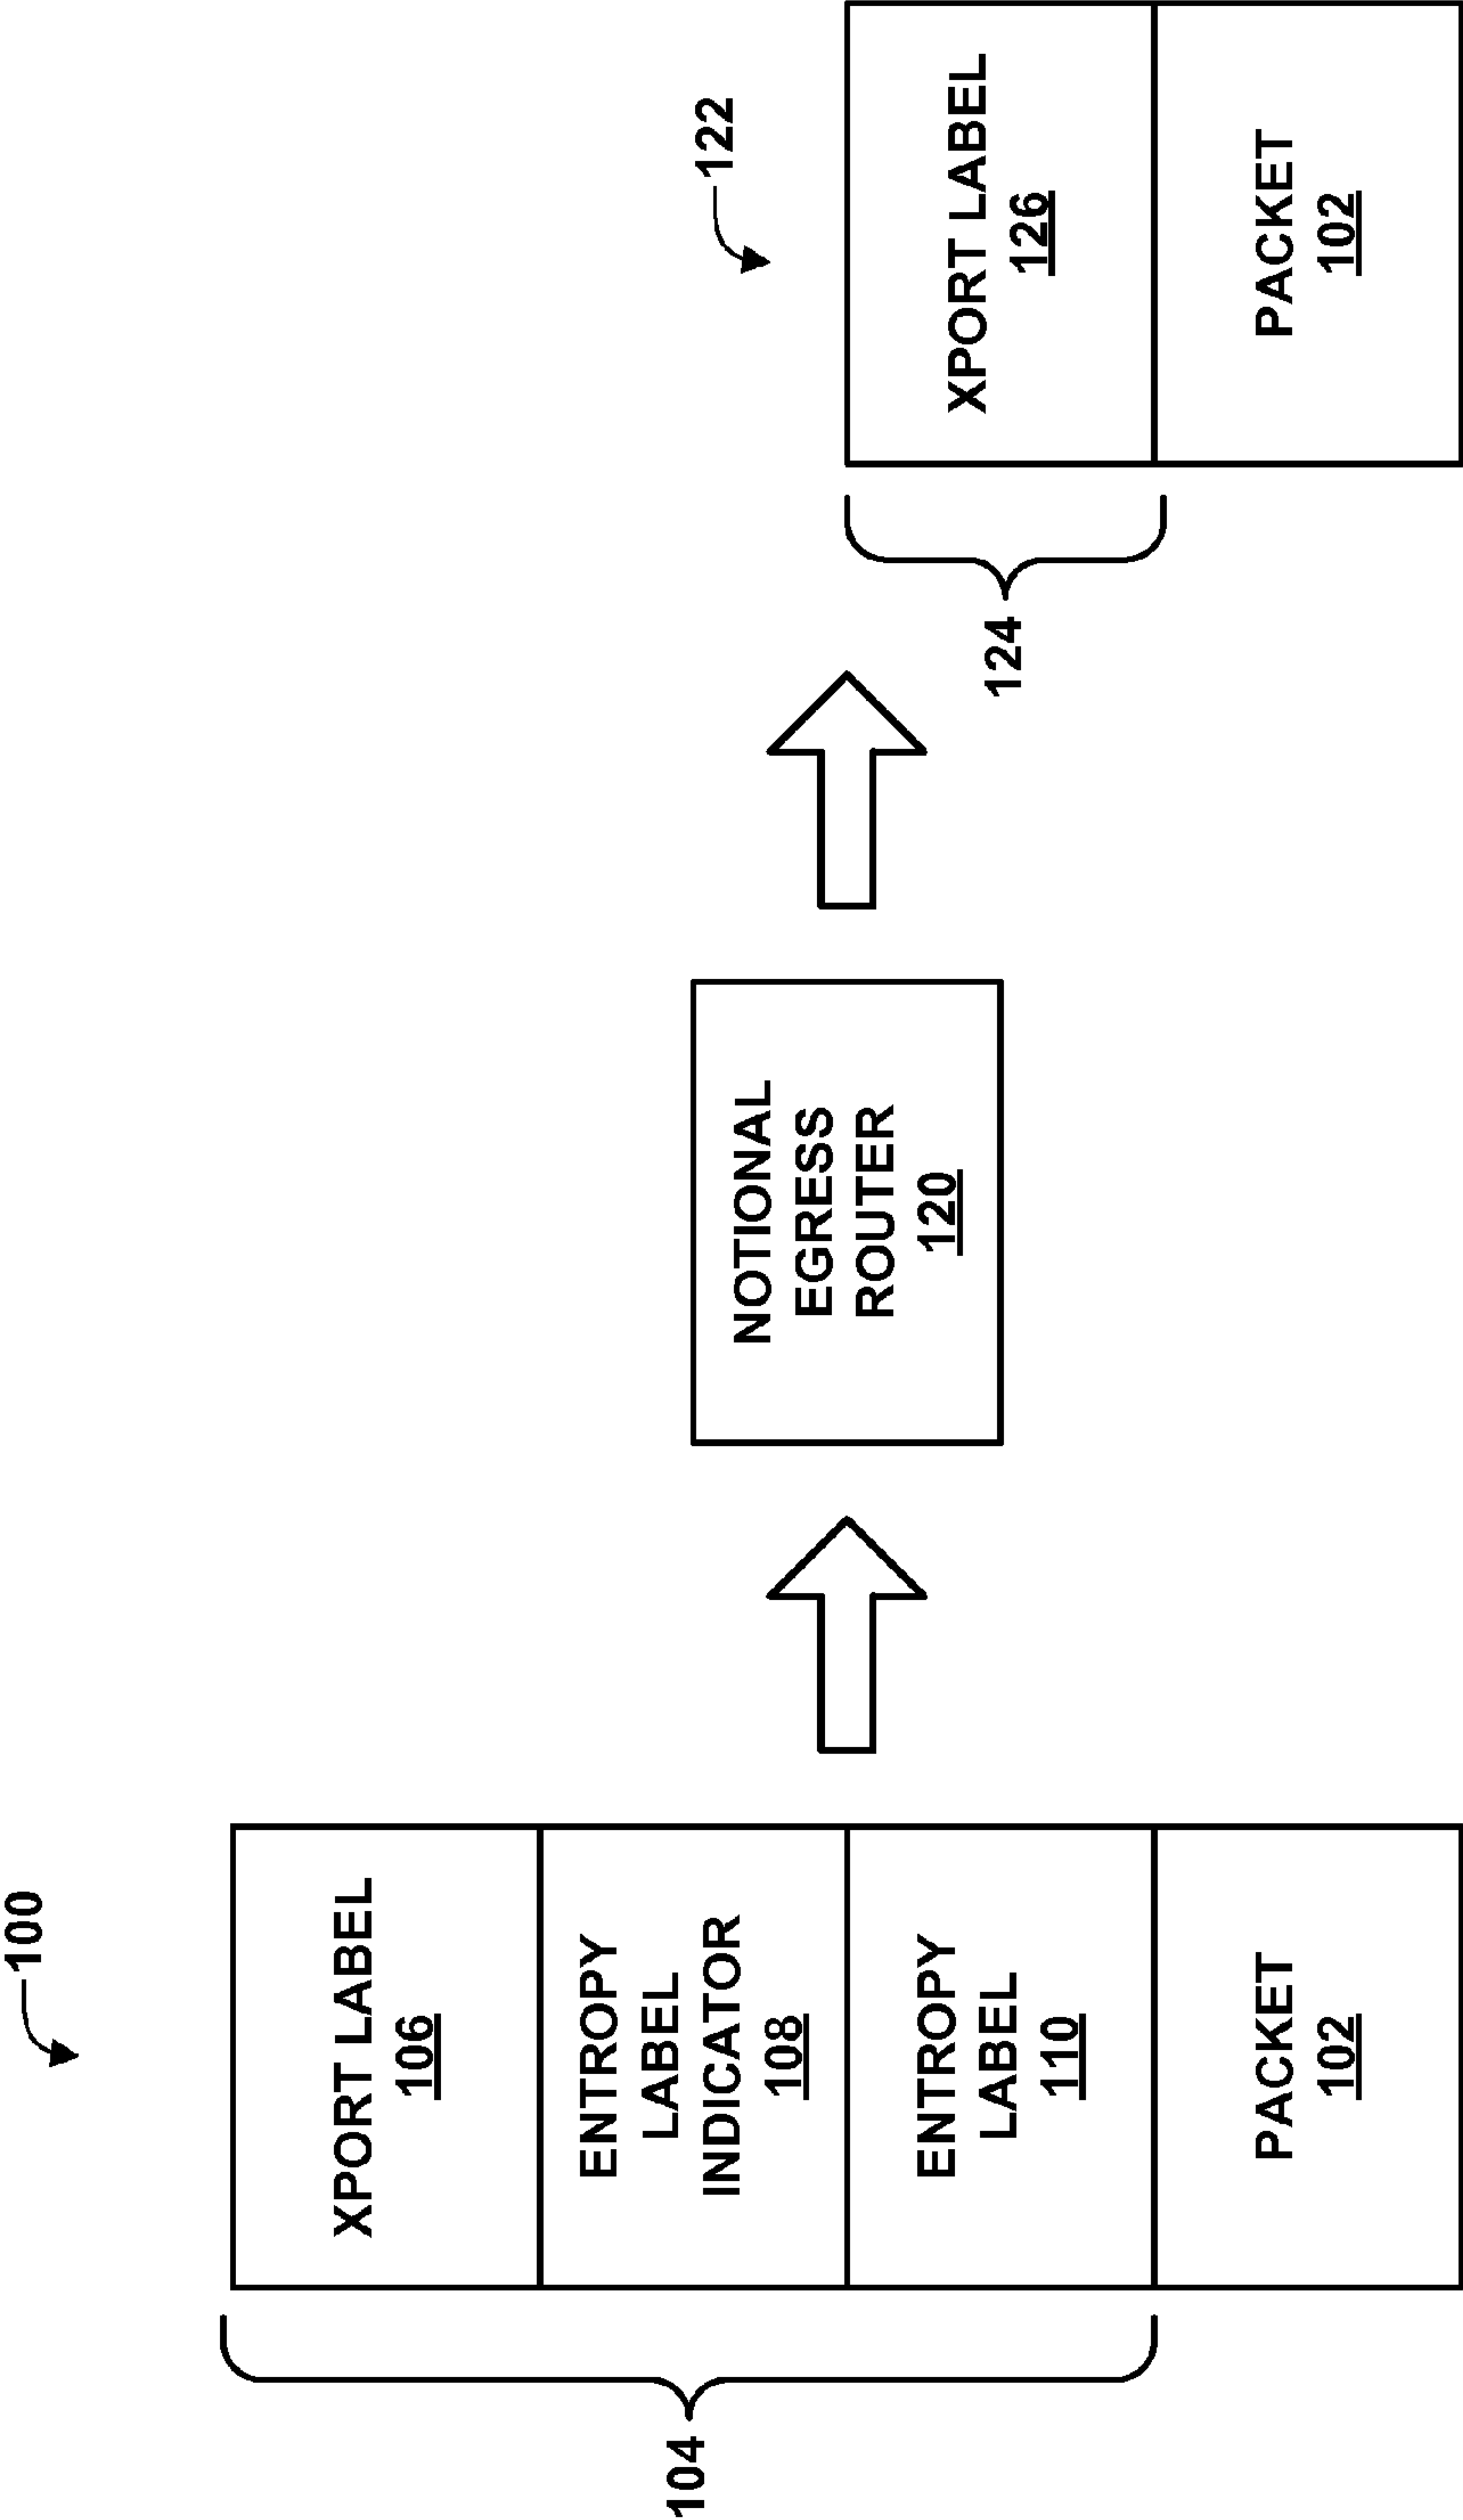 100
104
XPORT LABEL
106
ENTROPY
LABEL
INDICATOR
108
ENTROPY
LABEL
110
PACKET
102
NOTIONAL
EGRESS
ROUTER
120
122
124
XPORT LABEL
126
PACKET
102